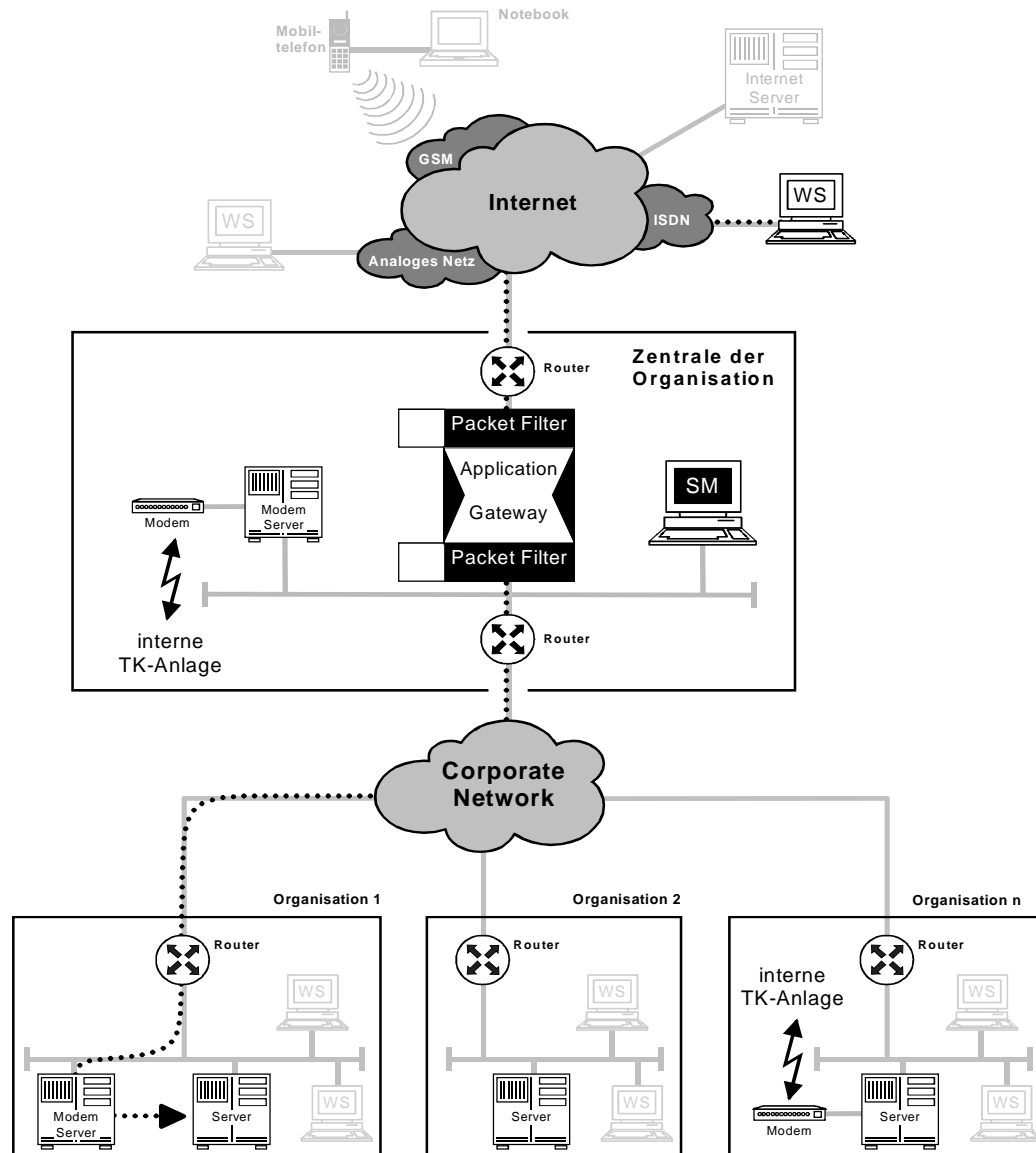 Notebook
Mobil-
telefon
Internet
Server
GSM
Internet
WS
ISDN
WS
Analoges Netz
Zentrale der
Organisation
Router
Packet Filter
Application
Gateway
SM
Modem
Server
Modem
Packet Filter
interne
TK-Anlage
Router
Corporate
Network
Organisation 1
Organisation 2
Organisation n
Router
WS
Modem
Server
Server
WS
Router
WS
Server
WS
Router
interne
TK-Anlage
WS
Modem
Server
WS